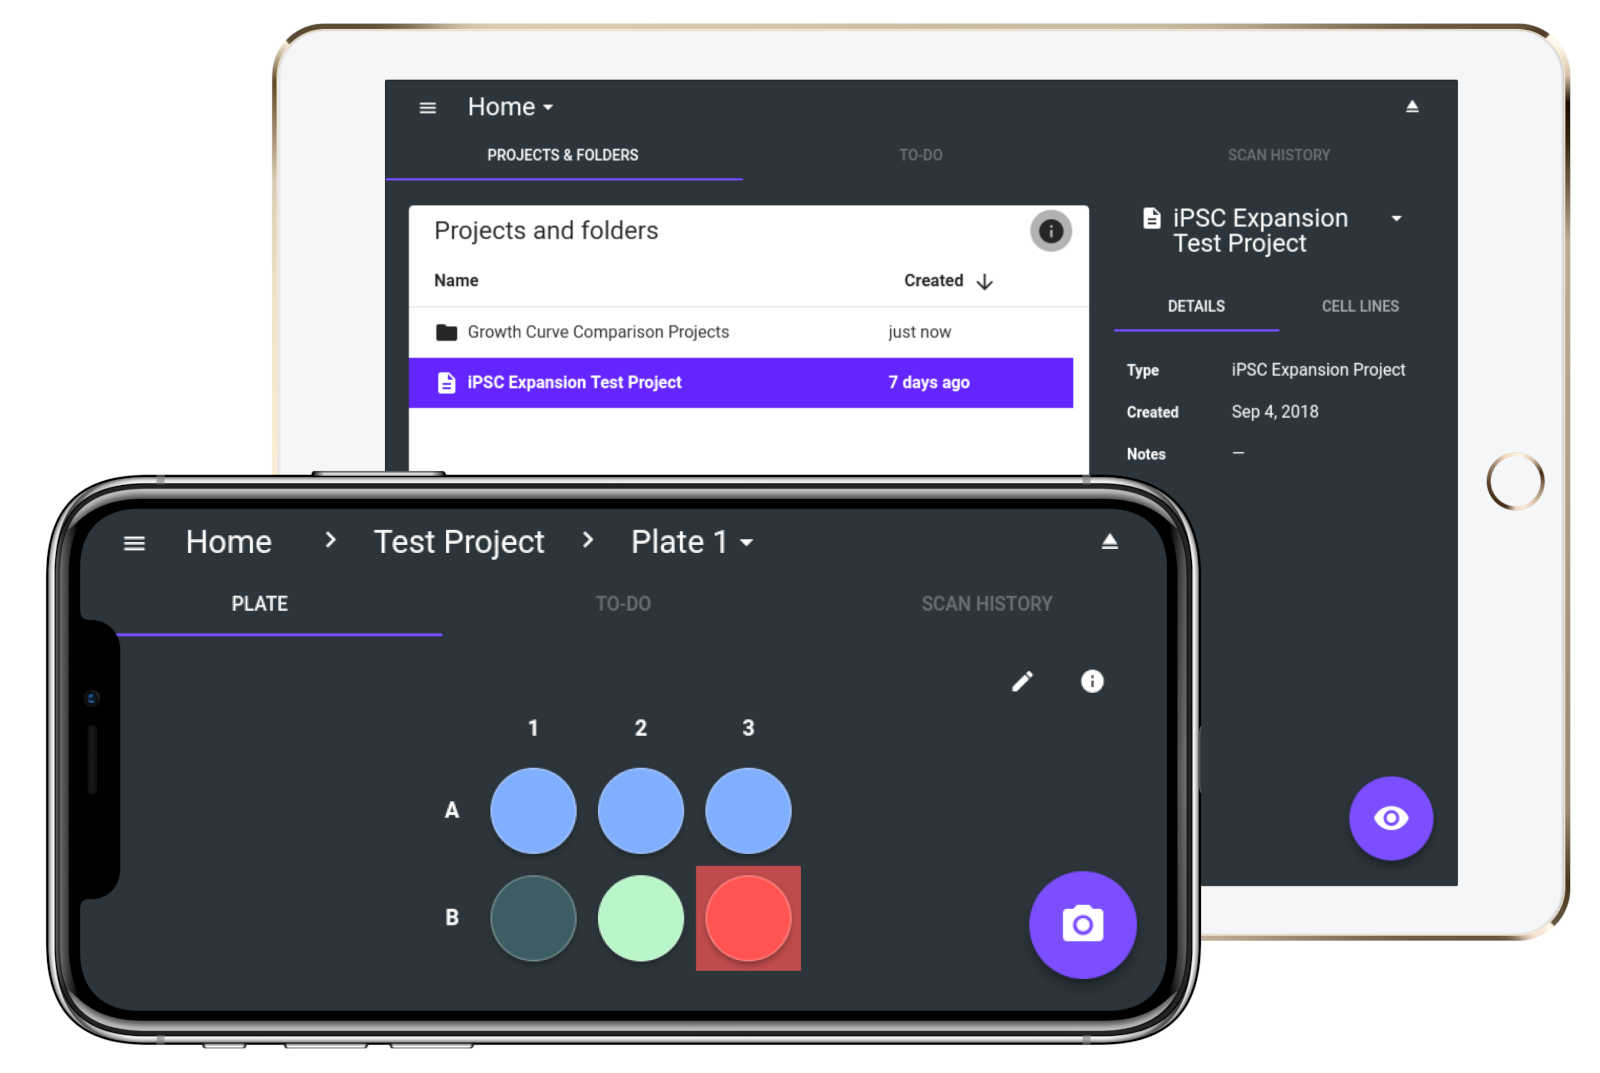 Home
PROJECTS & FOLDERS TO-DO SCAN HISTORY
Projects and folders
Name Created
Growth Curve Comparison Projects just now
iPSC Expansion Test Project 7 days ago
iPSC Expansion
Test Project
DETAILS CELL LINES
Type iPSC Expansion Project
Created Sep 4, 2018
Notes —
Home > Test Project > Plate 1
PLATE TO-DO SCAN HISTORY
1 2 3
A
B